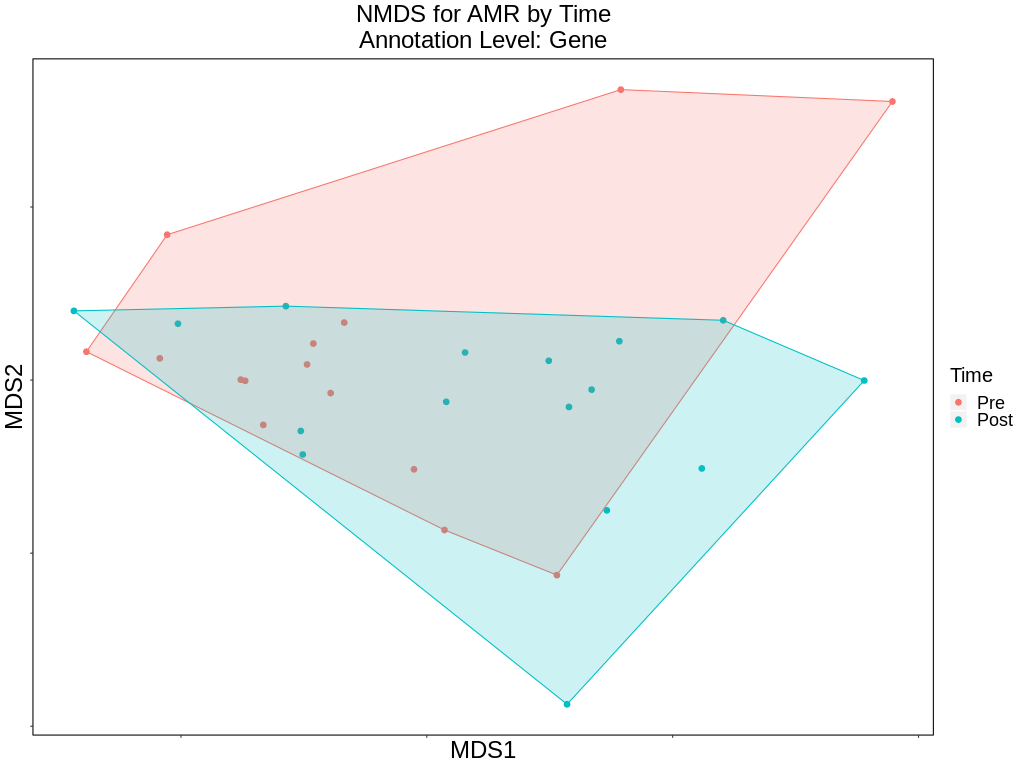 NMDS for AMR by Time
Annotation Level: Gene
MDS2
MDS1
Time
Pre
Post